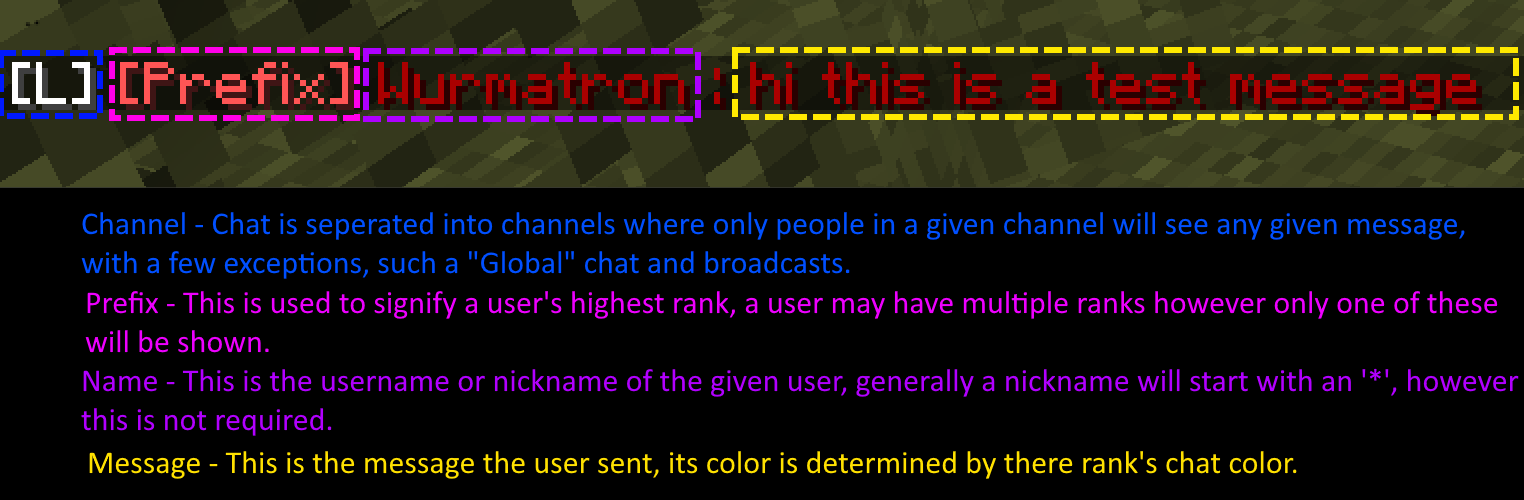 [L] [Prefix] Wurmatron : hi this is a test message
Channel - Chat is seperated into channels where only people in a given channel will see any given message,
with a few exceptions, such a "Global" chat and broadcasts.
Prefix - This is used to signify a user's highest rank, a user may have multiple ranks however only one of these
will be shown.
Name - This is the username or nickname of the given user, generally a nickname will start with an '*', however
this is not required.
Message - This is the message the user sent, its color is determined by there rank's chat color.